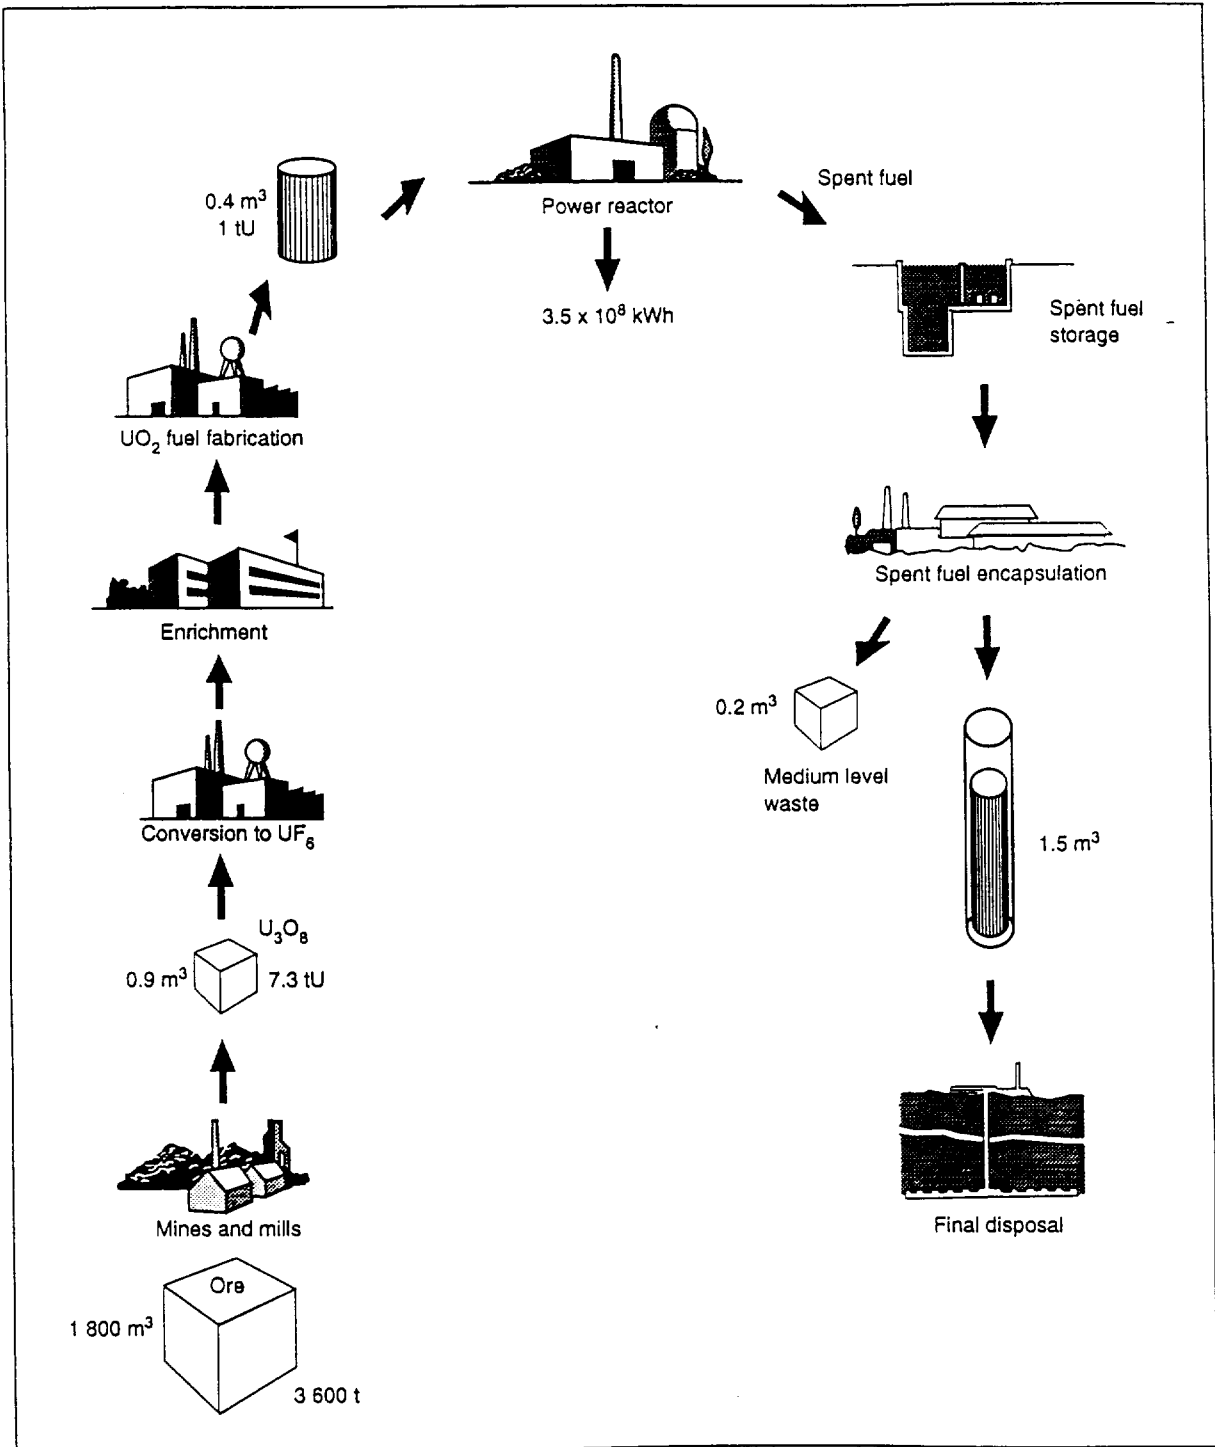 0.4 m³
1 tU
Power reactor
3.5 x 10⁸ kWh
Spent fuel
Spent fuel
storage
UO₂ fuel fabrication
Enrichment
Conversion to UF₆
U₃O₈
0.9 m³
7.3 tU
Mines and mills
Ore
1 800 m³
3 600 t
Spent fuel encapsulation
0.2 m³
Medium level
waste
1.5 m³
Final disposal